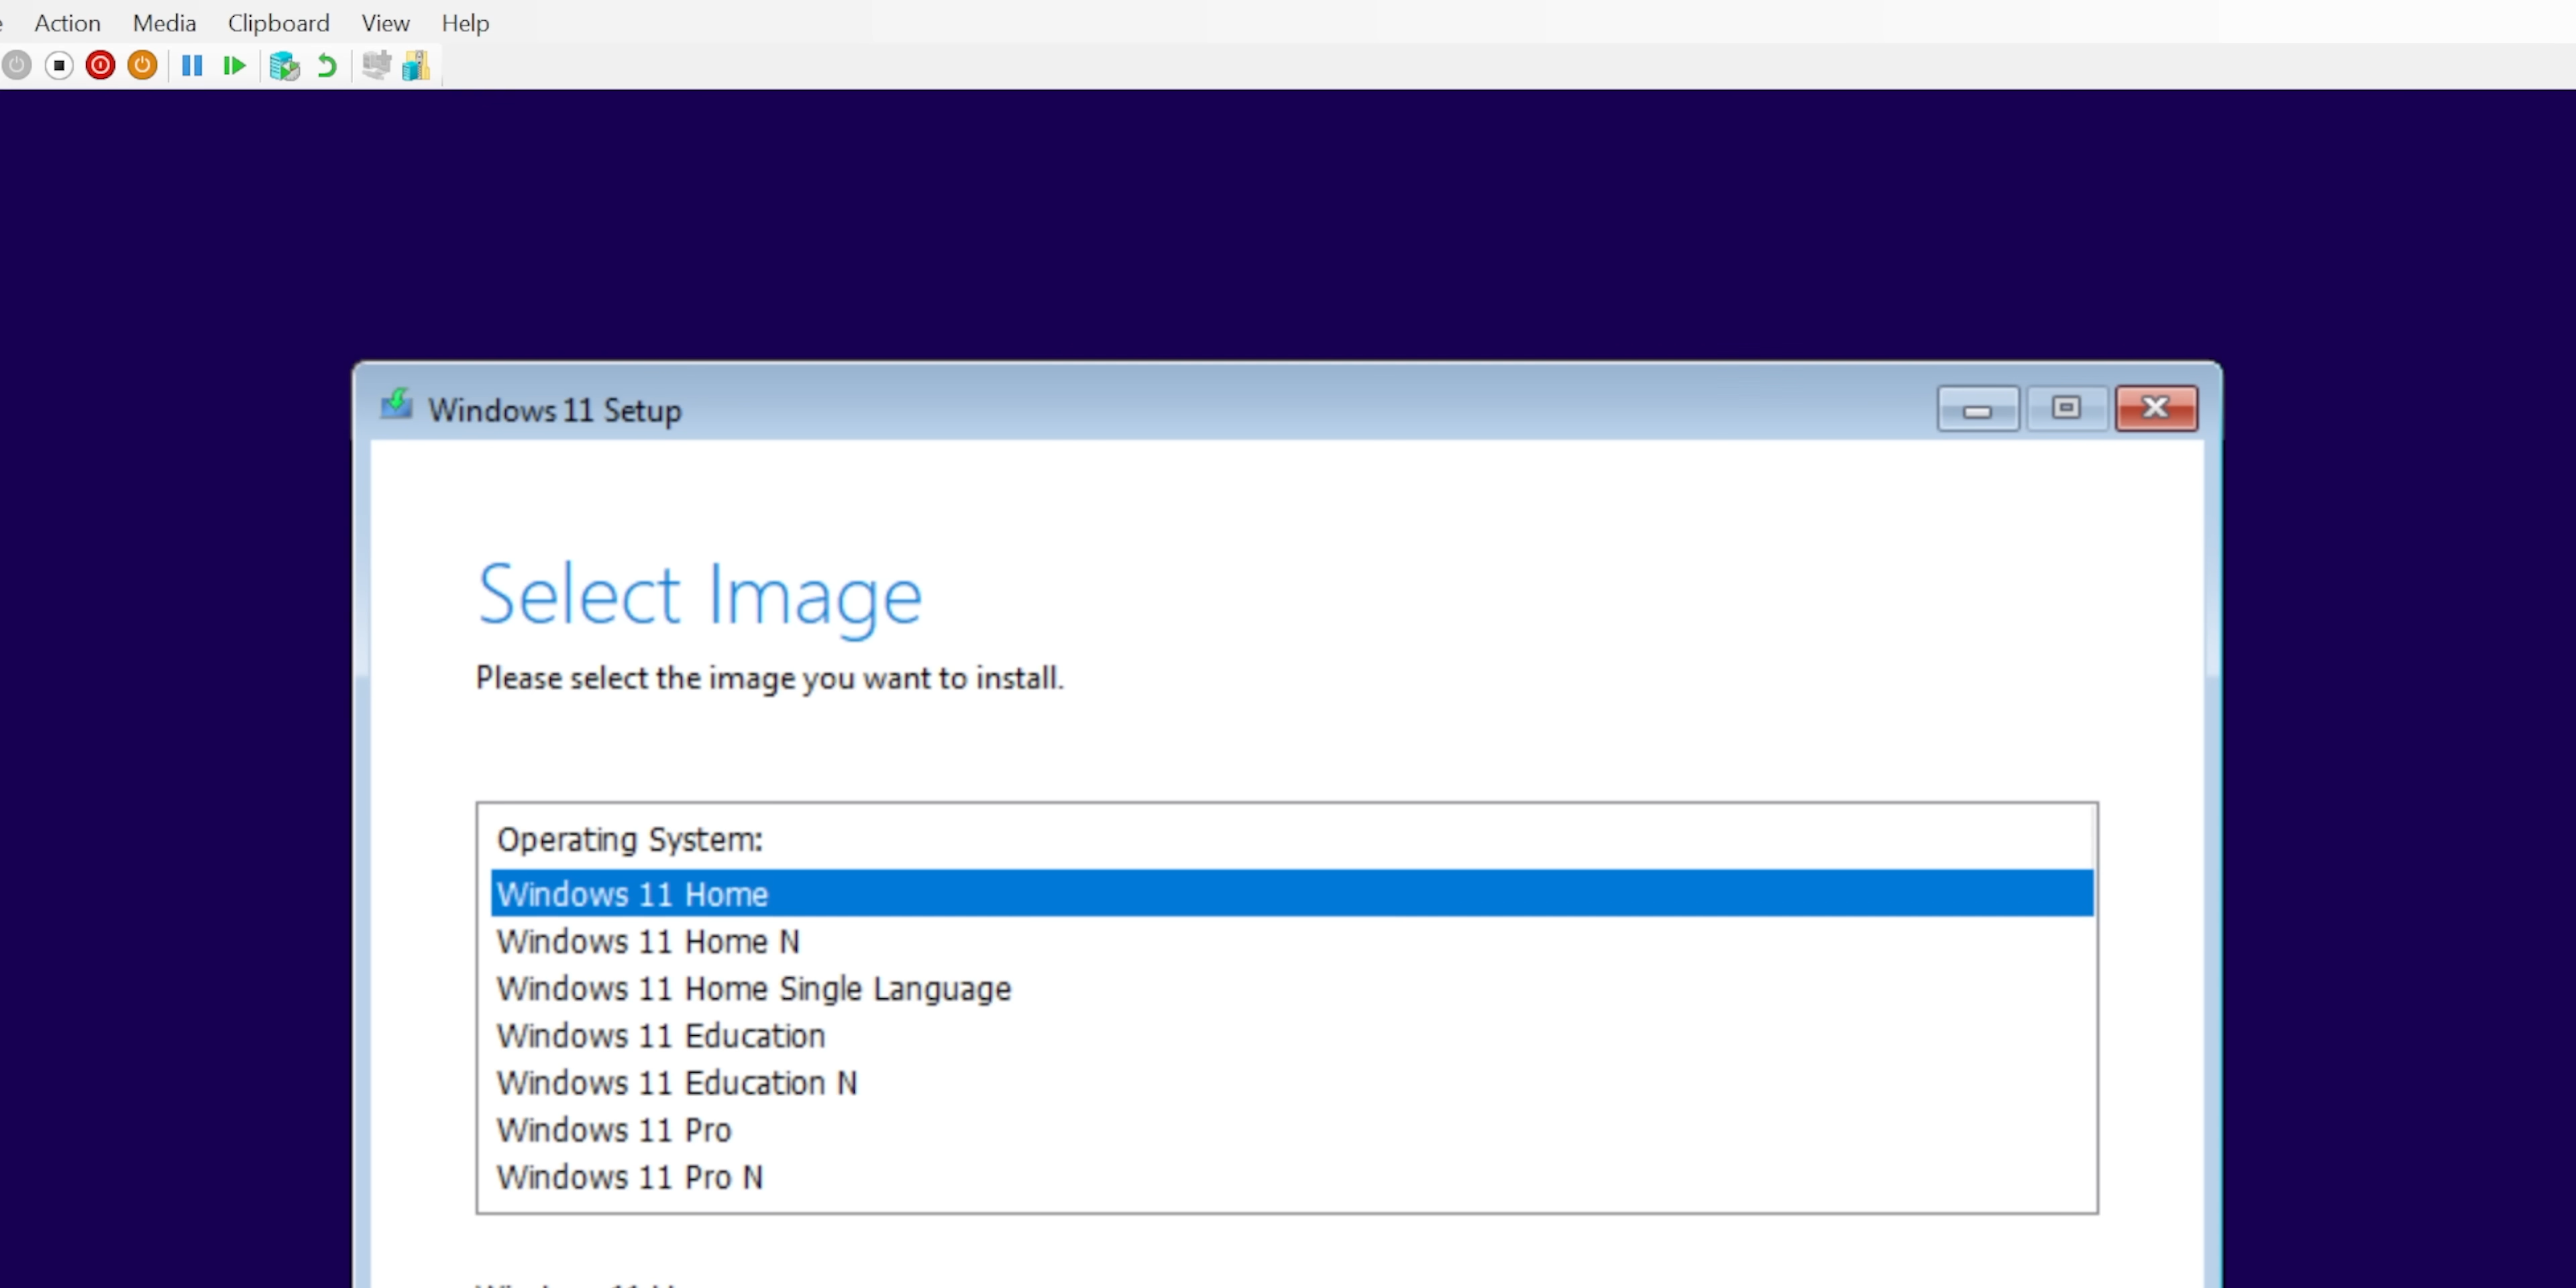 Action Media Clipboard View Help
Windows 11 Setup
Select Image
Please select the image you want to install.
Operating System:
Windows 11 Home
Windows 11 Home N
Windows 11 Home Single Language
Windows 11 Education
Windows 11 Education N
Windows 11 Pro
Windows 11 Pro N